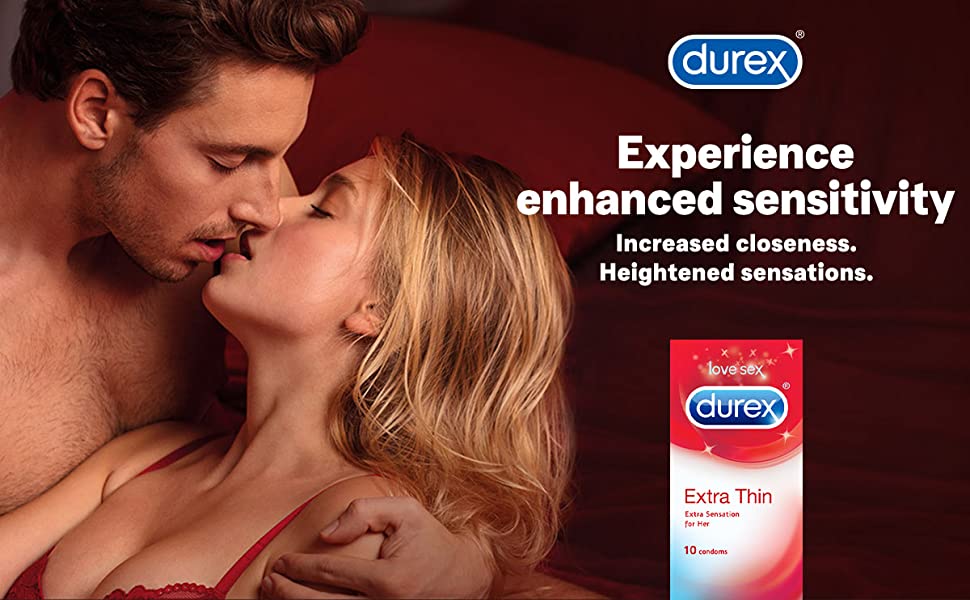 durex®
Experience
enhanced sensitivity
Increased closeness.
Heightened sensations.
love sex
durex®
Extra Thin
Extra Sensation
for Her
10 condoms